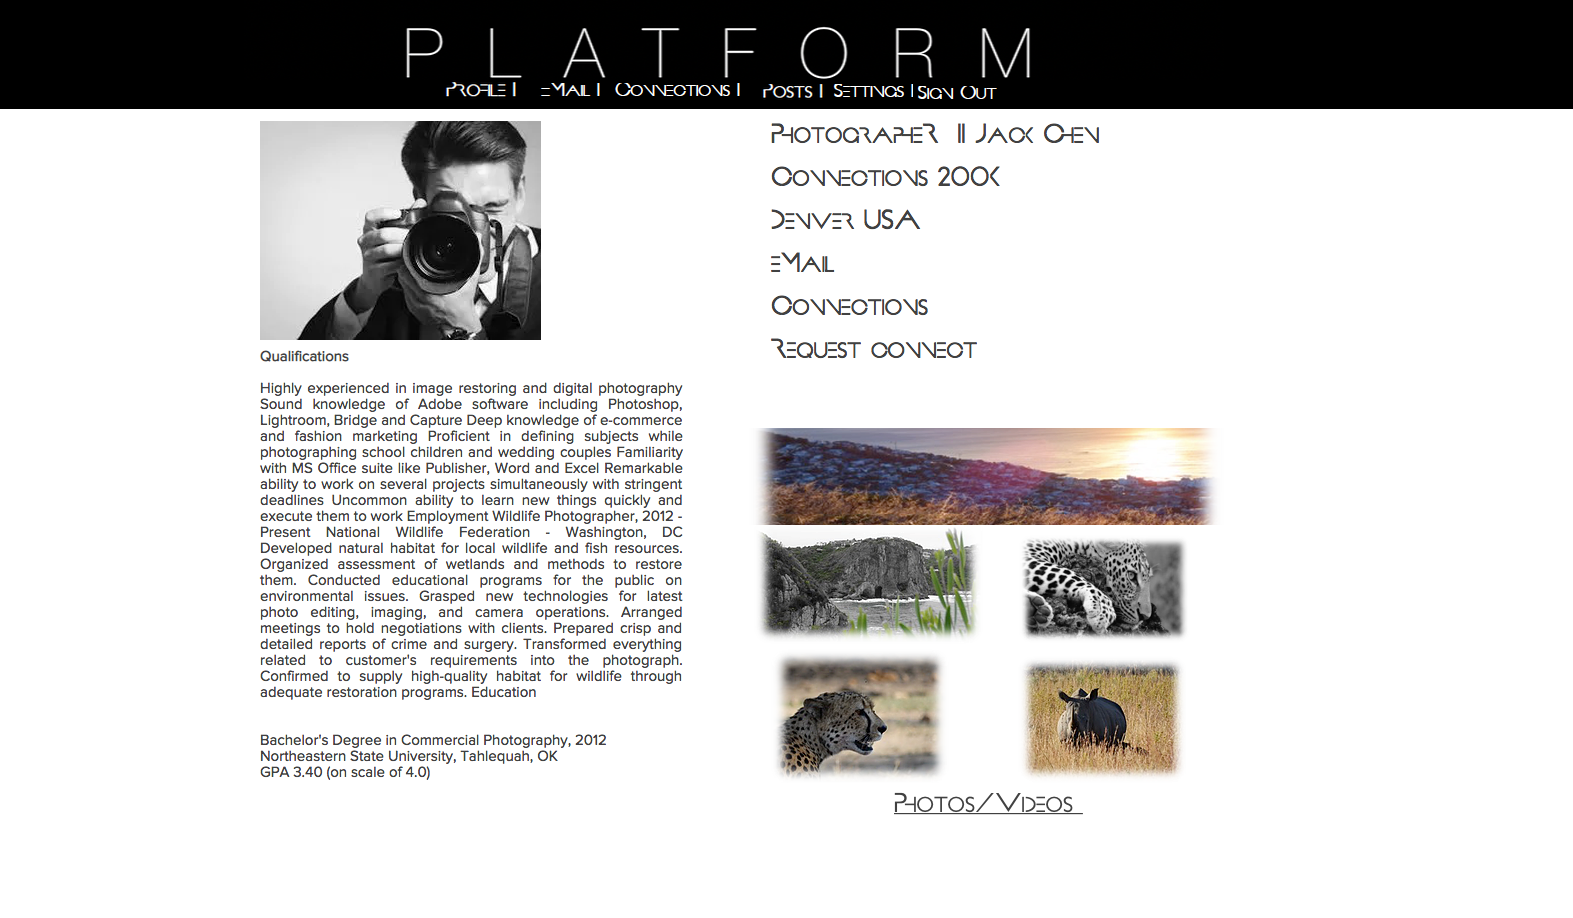 PLATFORM
Profile | eMail | Connections | Posts | Settings | Sign Out
PhotographeR || Jack Chen
Connections 200K
Denver USA
eMail
Connections
Request connect
Qualifications
Highly experienced in image restoring and digital photography
Sound knowledge of Adobe software including Photoshop,
Lightroom, Bridge and Capture Deep knowledge of e-commerce
and fashion marketing Proficient in defining subjects while
photographing school children and wedding couples Familiarity
with MS Office suite like Publisher, Word and Excel Remarkable
ability to work on several projects simultaneously with stringent
deadlines Uncommon ability to learn new things quickly and
execute them to work Employment Wildlife Photographer, 2012 -
Present National Wildlife Federation - Washington, DC
Developed natural habitat for local wildlife and fish resources.
Organized assessment of wetlands and methods to restore
them. Conducted educational programs for the public on
environmental issues. Grasped new technologies for latest
photo editing, imaging, and camera operations. Arranged
meetings to hold negotiations with clients. Prepared crisp and
detailed reports of crime and surgery. Transformed everything
related to customer's requirements into the photograph.
Confirmed to supply high-quality habitat for wildlife through
adequate restoration programs. Education
Bachelor's Degree in Commercial Photography, 2012
Northeastern State University, Tahlequah, OK
GPA 3.40 (on scale of 4.0)
Photos/Videos